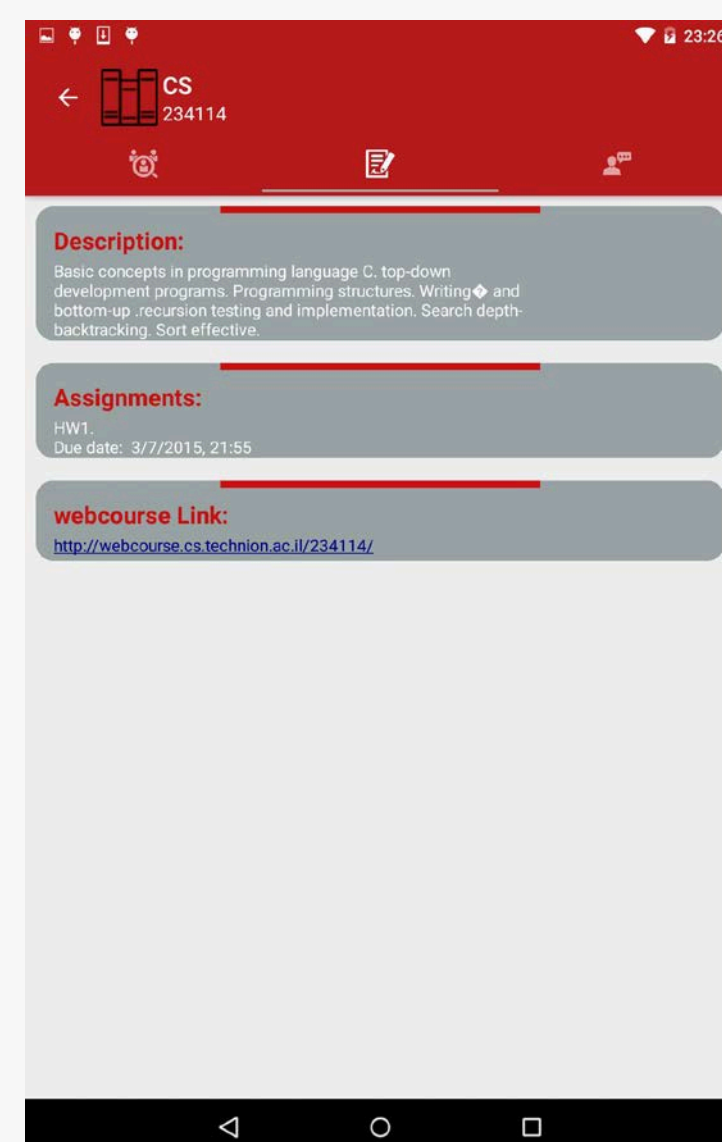 23:26
CS
234114
Description:
Basic concepts in programming language C. top-down
development programs. Programming structures. Writing� and
bottom-up .recursion testing and implementation. Search depth-
backtracking. Sort effective.
Assignments:
HW1.
Due date: 3/7/2015, 21:55
webcourse Link:
http://webcourse.cs.technion.ac.il/234114/